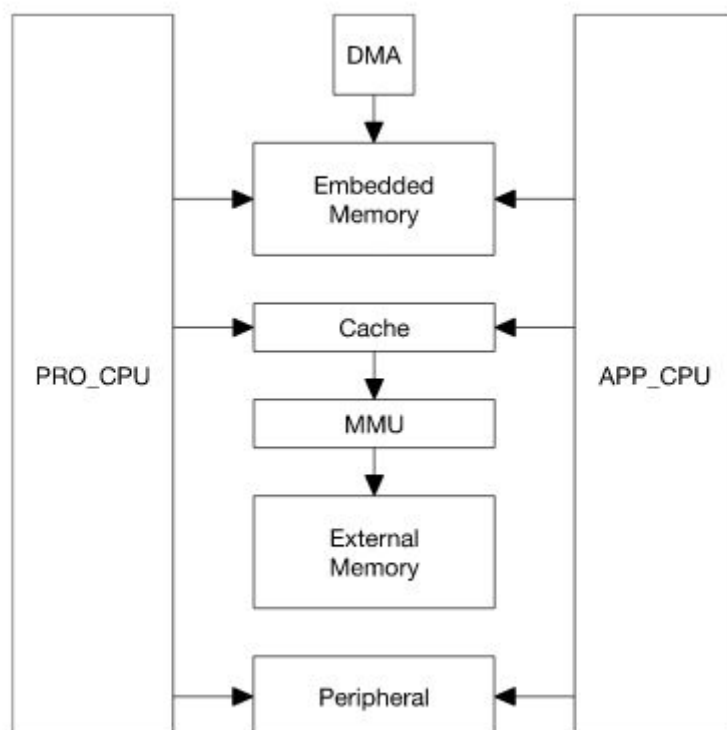 DMA
Embedded
Memory
Cache
PRO_CPU
APP_CPU
MMU
External
Memory
Peripheral